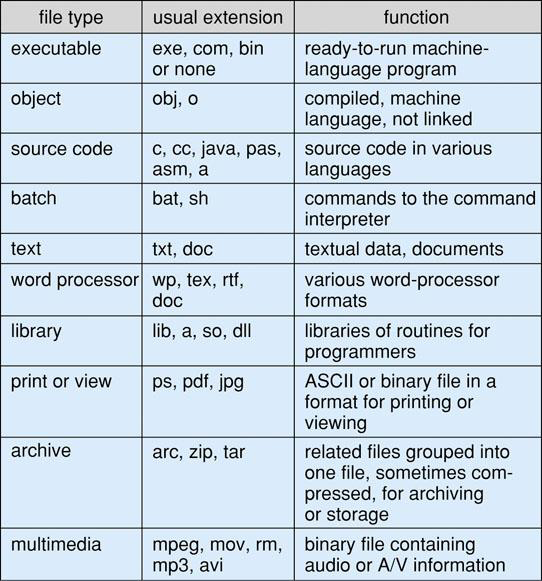 file type usual extension function
executable exe, com, bin ready-to-run machine-
or none language program
object obj, o compiled, machine
language, not linked
source code c, cc, java, pas, source code in various
asm, a languages
batch bat, sh commands to the command
interpreter
text txt, doc textual data, documents
word processor wp, tex, rtf, various word-processor
doc formats
library lib, a, so, dll libraries of routines for
programmers
print or view ps, pdf, jpg ASCII or binary file in a
format for printing or
viewing
archive arc, zip, tar related files grouped into
one file, sometimes com-
pressed, for archiving
or storage
multimedia mpeg, mov, rm, binary file containing
mp3, avi audio or A/V information